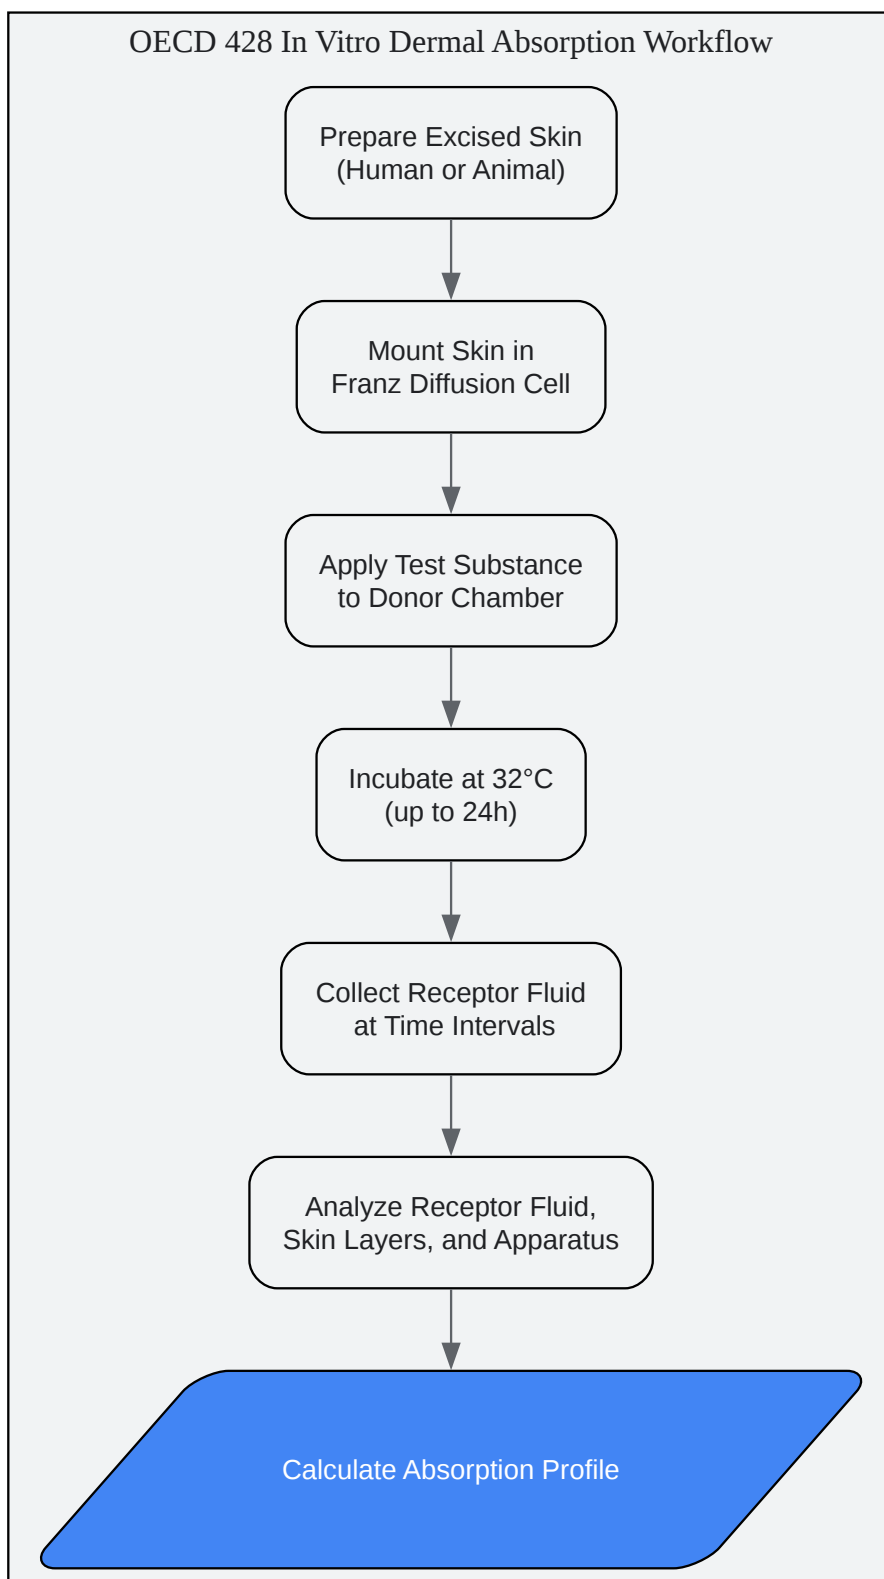 OECD 428 In Vitro Dermal Absorption Workflow
Prepare Excised Skin
(Human or Animal)
Mount Skin in
Franz Diffusion Cell
Apply Test Substance
to Donor Chamber
Incubate at 32°C
(up to 24h)
Collect Receptor Fluid
at Time Intervals
Analyze Receptor Fluid,
Skin Layers, and Apparatus
Calculate Absorption Profile